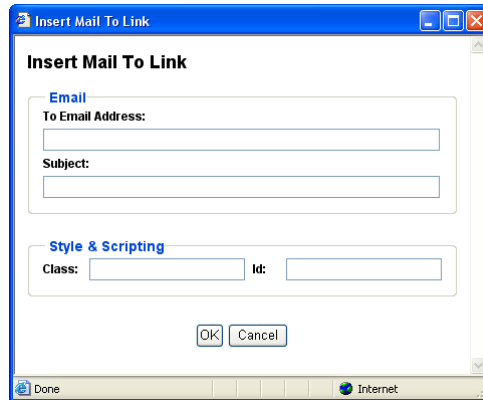 Insert Mail To Link
Insert Mail To Link
Email
To Email Address:
Subject:
Style & Scripting
Class: Id:
OK Cancel
Done Internet